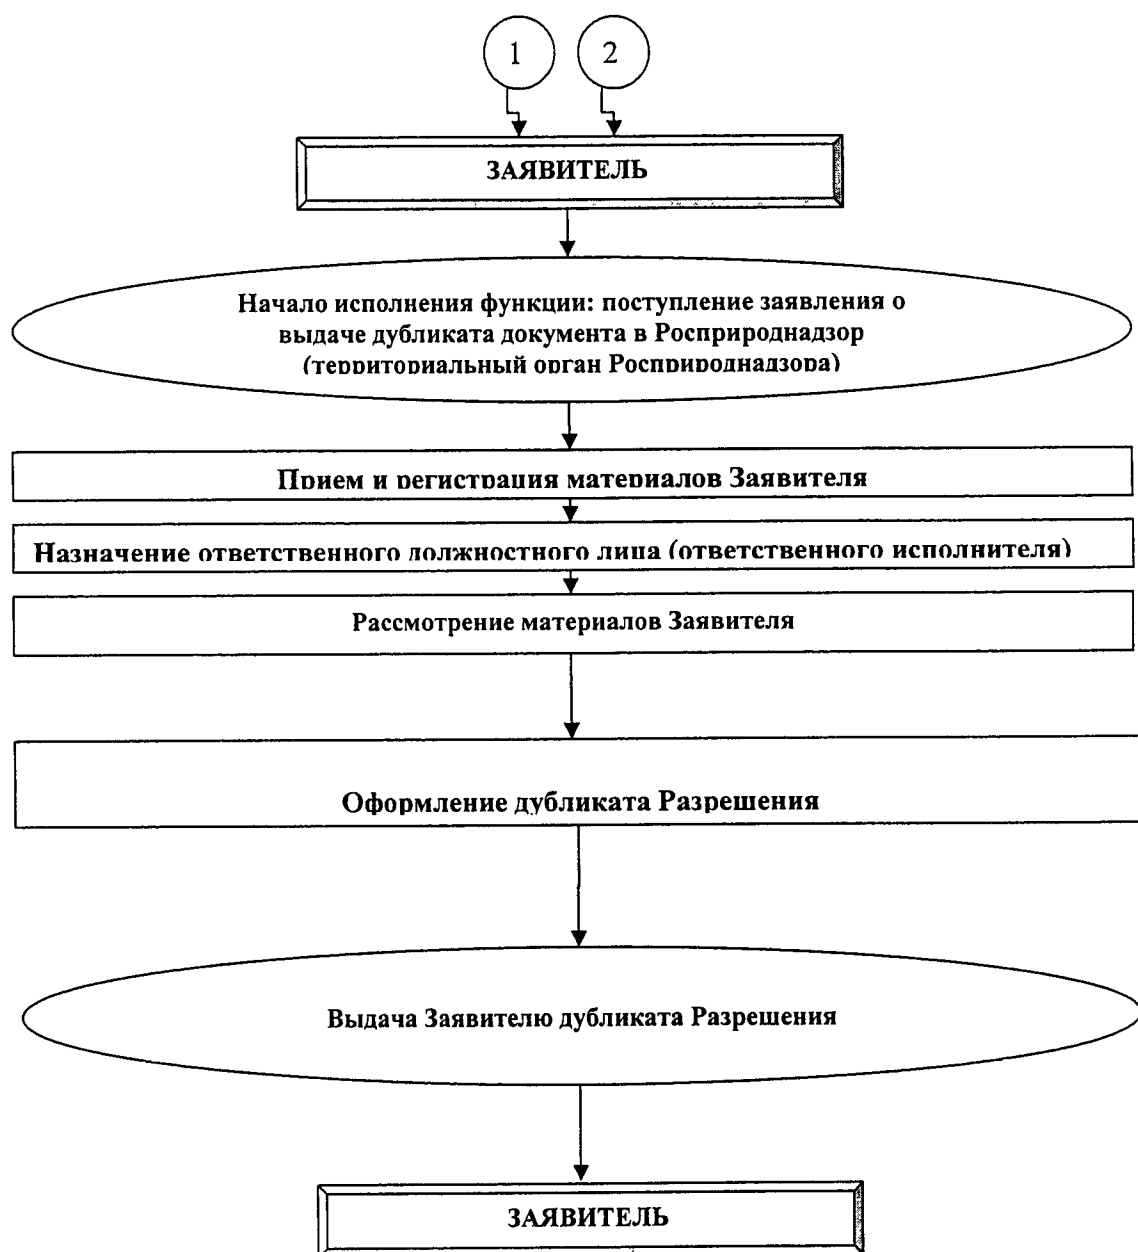 1 2
ЗАЯВИТЕЛЬ
Начало исполнения функции: поступление заявления о
выдаче дубликата документа в Росприроднадзор
(территориальный орган Росприроднадзора)
Прием и регистрация материалов Заявителя
Назначение ответственного должностного лица (ответственного исполнителя)
Рассмотрение материалов Заявителя
Оформление дубликата Разрешения
Выдача Заявителю дубликата Разрешения
ЗАЯВИТЕЛЬ